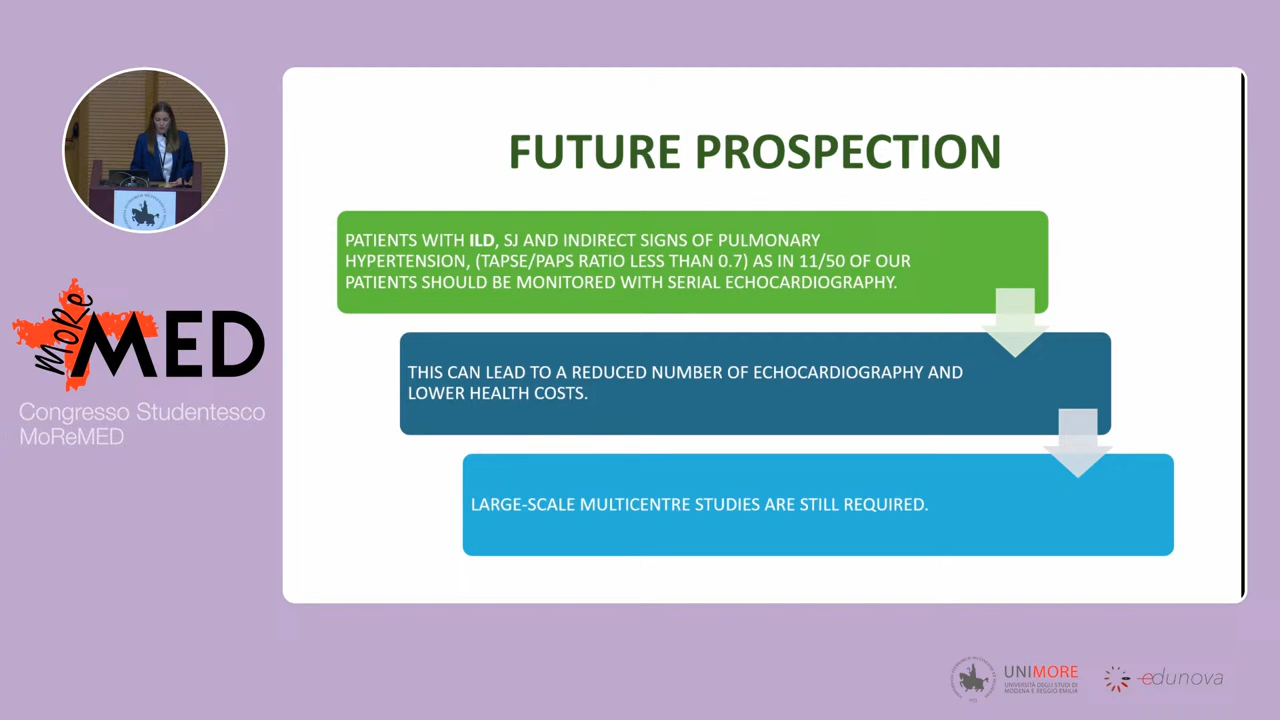 FUTURE PROSPECTION
PATIENTS WITH ILD, SJ AND INDIRECT SIGNS OF PULMONARY
HYPERTENSION, (TAPSE/PAPS RATIO LESS THAN 0.7) AS IN 11/50 OF OUR
PATIENTS SHOULD BE MONITORED WITH SERIAL ECHOCARDIOGRAPHY.
THIS CAN LEAD TO A REDUCED NUMBER OF ECHOCARDIOGRAPHY AND
LOWER HEALTH COSTS.
LARGE-SCALE MULTICENTRE STUDIES ARE STILL REQUIRED.
MoRe
MED
Congresso Studentesco
MoReMED
UNIMORE
UNIVERSITÀ DEGLI STUDI DI
MODENA E REGGIO EMILIA
edunova